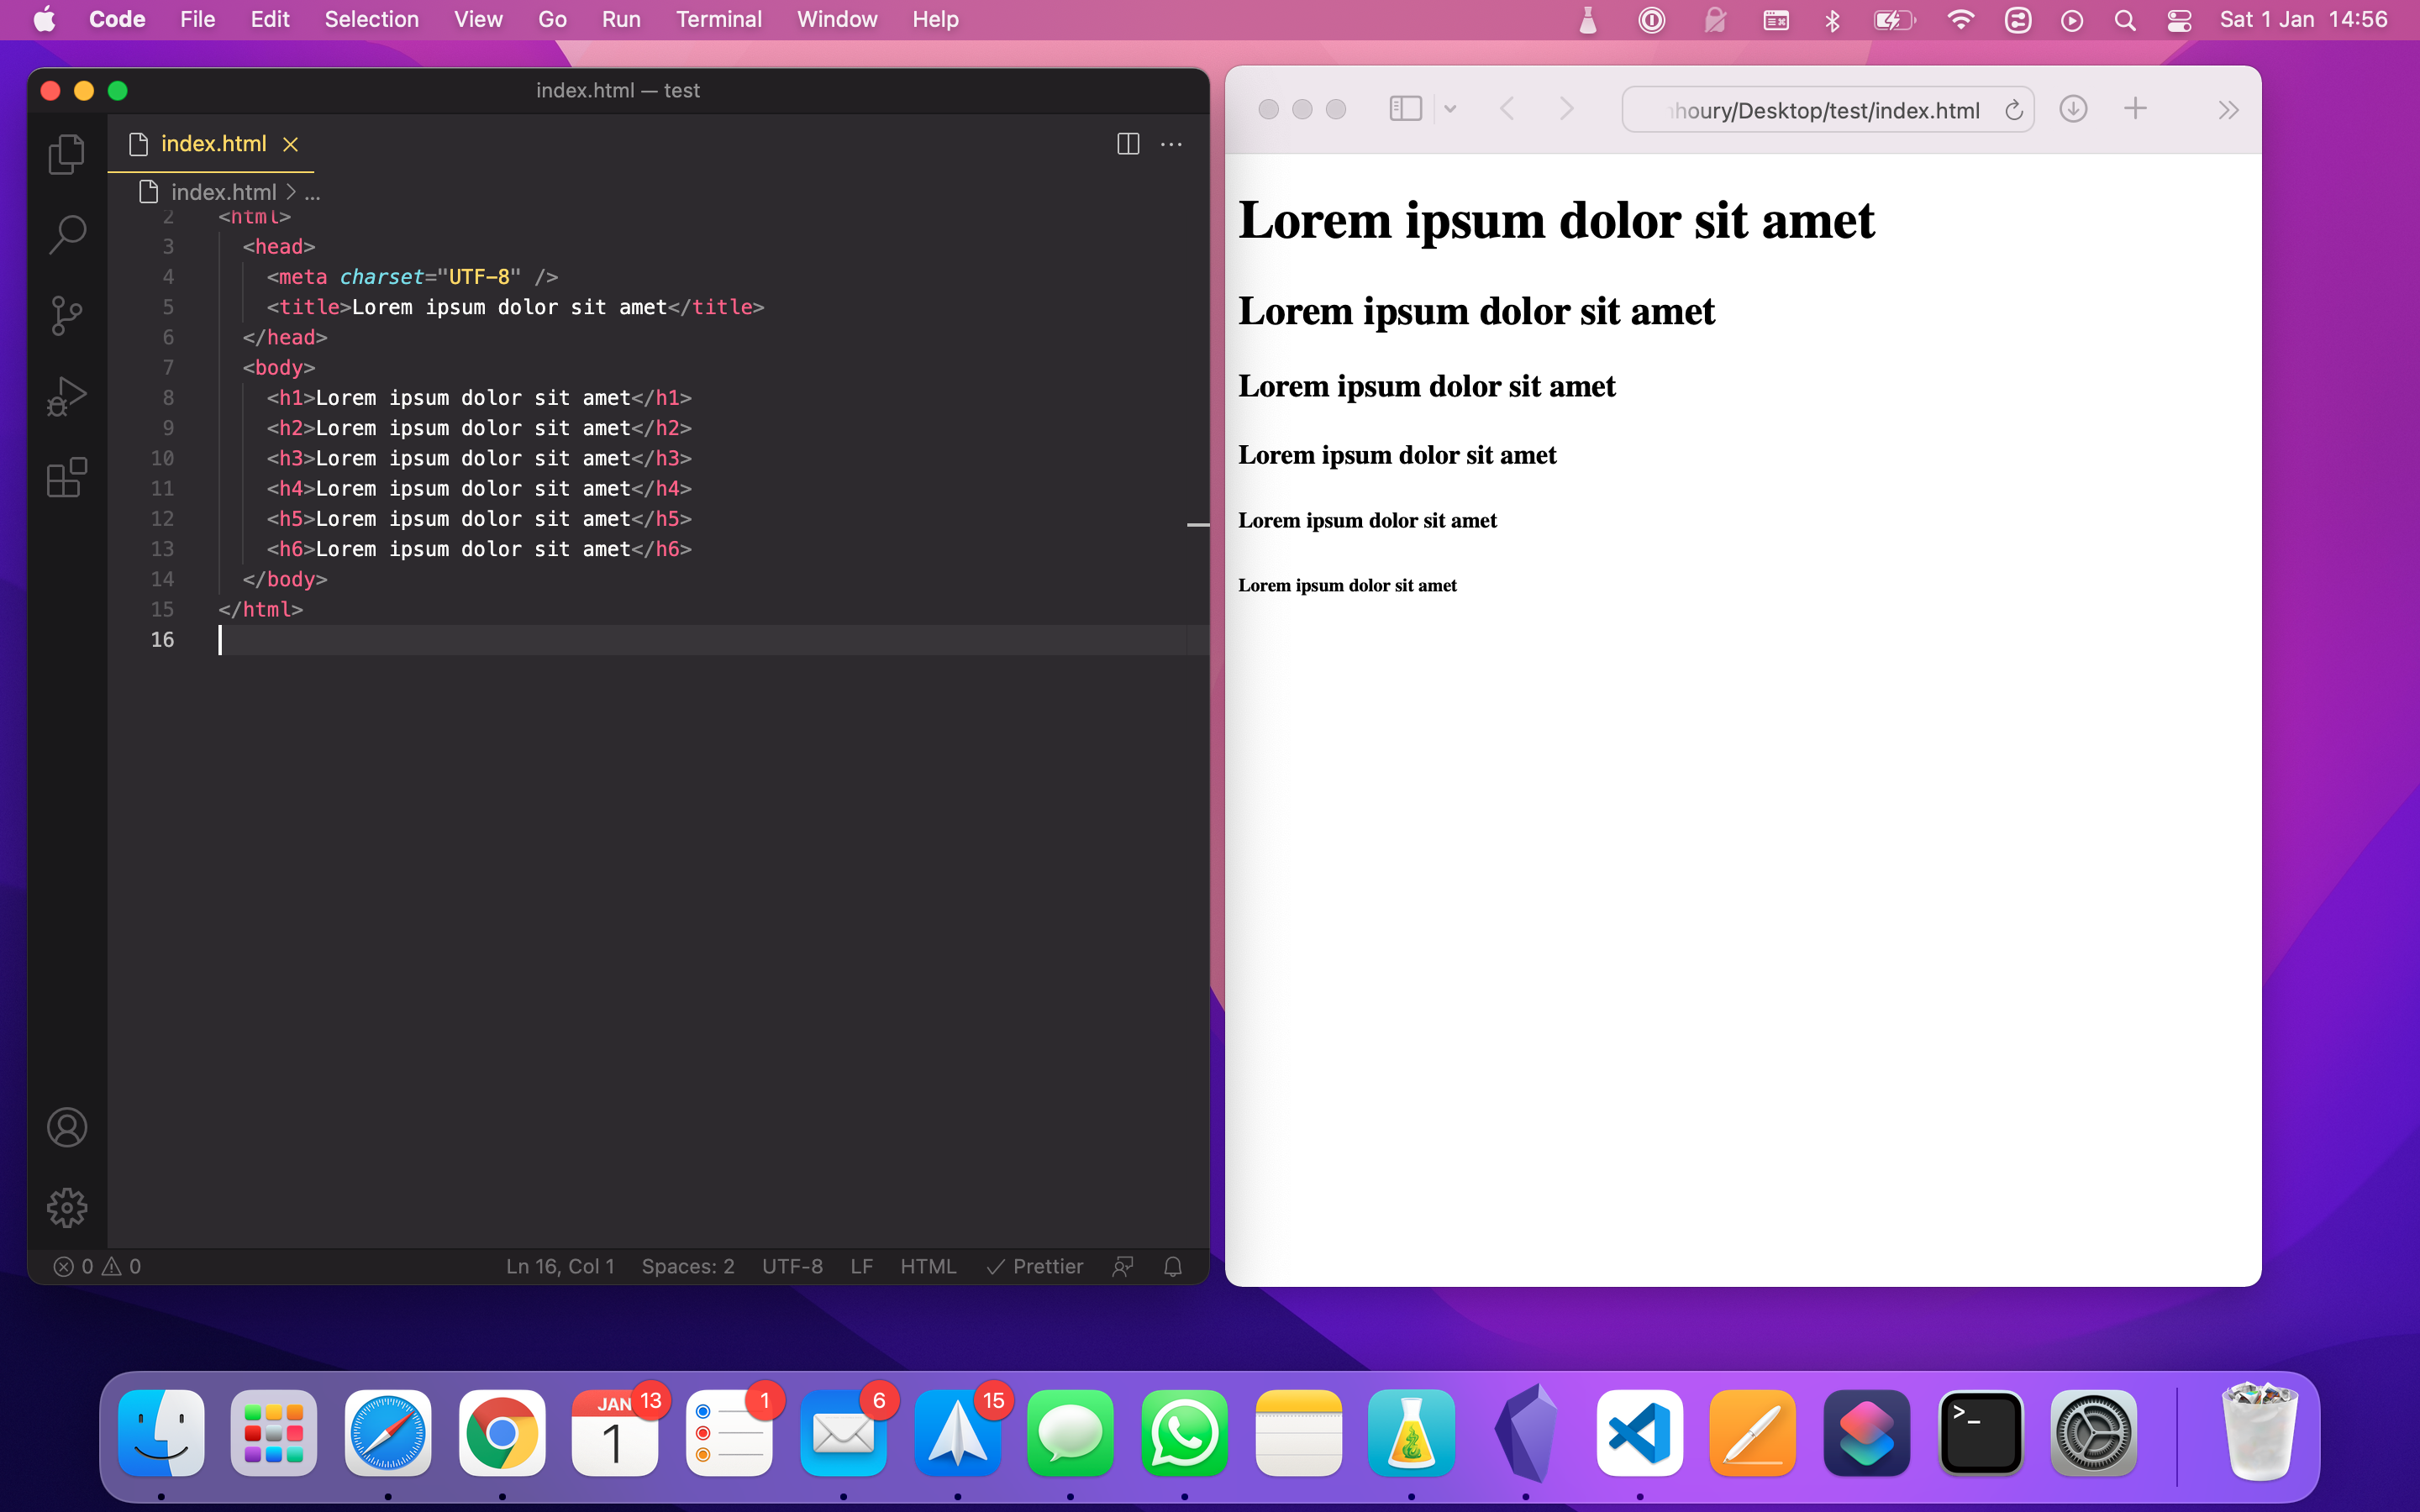 Code File Edit Selection View Go Run Terminal Window Help
Sat 1 Jan 14:56
index.html — test
index.html
index.html > ...
2 <html>
3 <head>
4 <meta charset="UTF-8" />
5 <title>Lorem ipsum dolor sit amet</title>
6 </head>
7 <body>
8 <h1>Lorem ipsum dolor sit amet</h1>
9 <h2>Lorem ipsum dolor sit amet</h2>
10 <h3>Lorem ipsum dolor sit amet</h3>
11 <h4>Lorem ipsum dolor sit amet</h4>
12 <h5>Lorem ipsum dolor sit amet</h5>
13 <h6>Lorem ipsum dolor sit amet</h6>
14 </body>
15 </html>
16
0 0
Ln 16, Col 1 Spaces: 2 UTF-8 LF HTML Prettier
houry/Desktop/test/index.html
Lorem ipsum dolor sit amet
Lorem ipsum dolor sit amet
Lorem ipsum dolor sit amet
Lorem ipsum dolor sit amet
Lorem ipsum dolor sit amet
Lorem ipsum dolor sit amet
JAN 13 1 6 15
1
>_